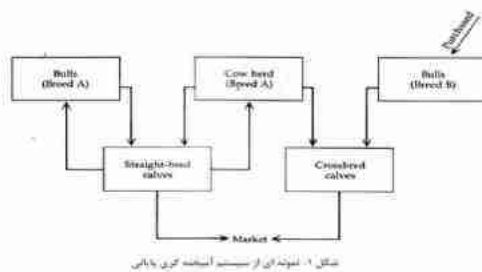 Purchased
Bulls
(Breed A)
Cow herd
(Breed A)
Bulls
(Breed B)
Straight-bred
calves
Crossbred
calves
Market
شکل ۱- نمونه ای از سیستم آمیخته گری پایانی